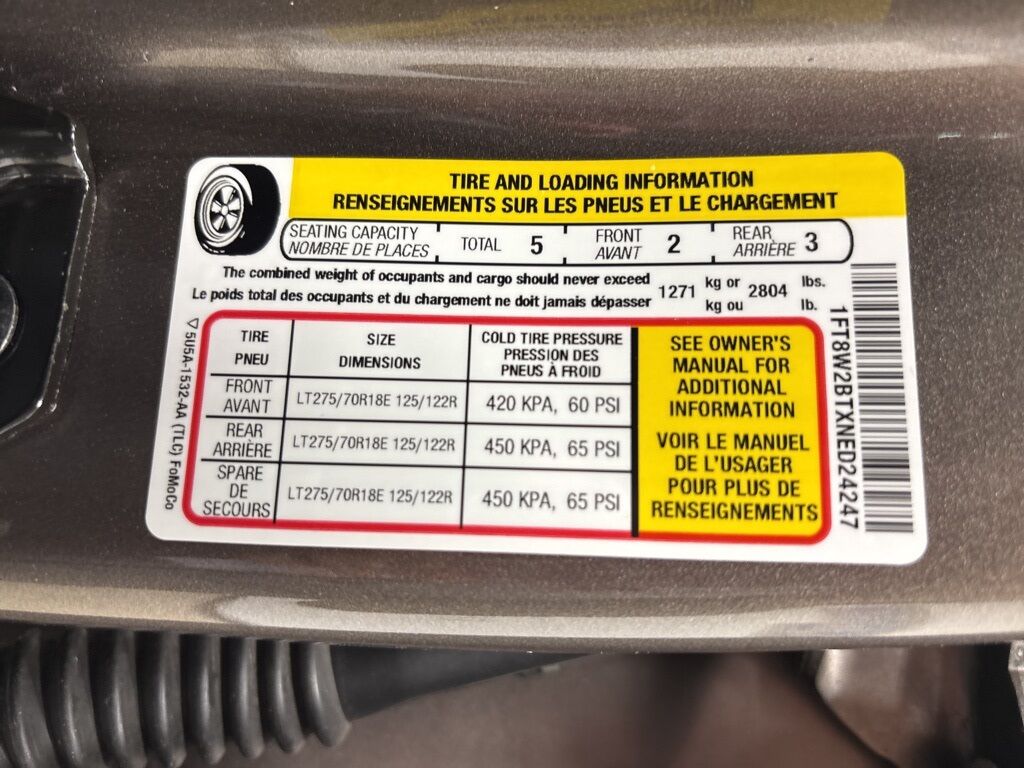 TIRE AND LOADING INFORMATION
RENSEIGNEMENTS SUR LES PNEUS ET LE CHARGEMENT
SEATING CAPACITY TOTAL 5 FRONT 2 REAR 3
NOMBRE DE PLACES AVANT ARRIÈRE
The combined weight of occupants and cargo should never exceed 1271 kg or 2804 lbs.
Le poids total des occupants et du chargement ne doit jamais dépasser kg ou lb.
TIRE SIZE COLD TIRE PRESSURE
PNEU DIMENSIONS PRESSION DES
PNEUS À FROID
FRONT
AVANT LT275/70R18E 125/122R 420 KPA, 60 PSI
REAR
ARRIÈRE LT275/70R18E 125/122R 450 KPA, 65 PSI
SPARE
DE
SECOURS LT275/70R18E 125/122R 450 KPA, 65 PSI
SEE OWNER'S
MANUAL FOR
ADDITIONAL
INFORMATION
VOIR LE MANUEL
DE L'USAGER
POUR PLUS DE
RENSEIGNEMENTS
1FT8W2BTXNED24247
5U5A-1532-AA (TLC) FoMoCo